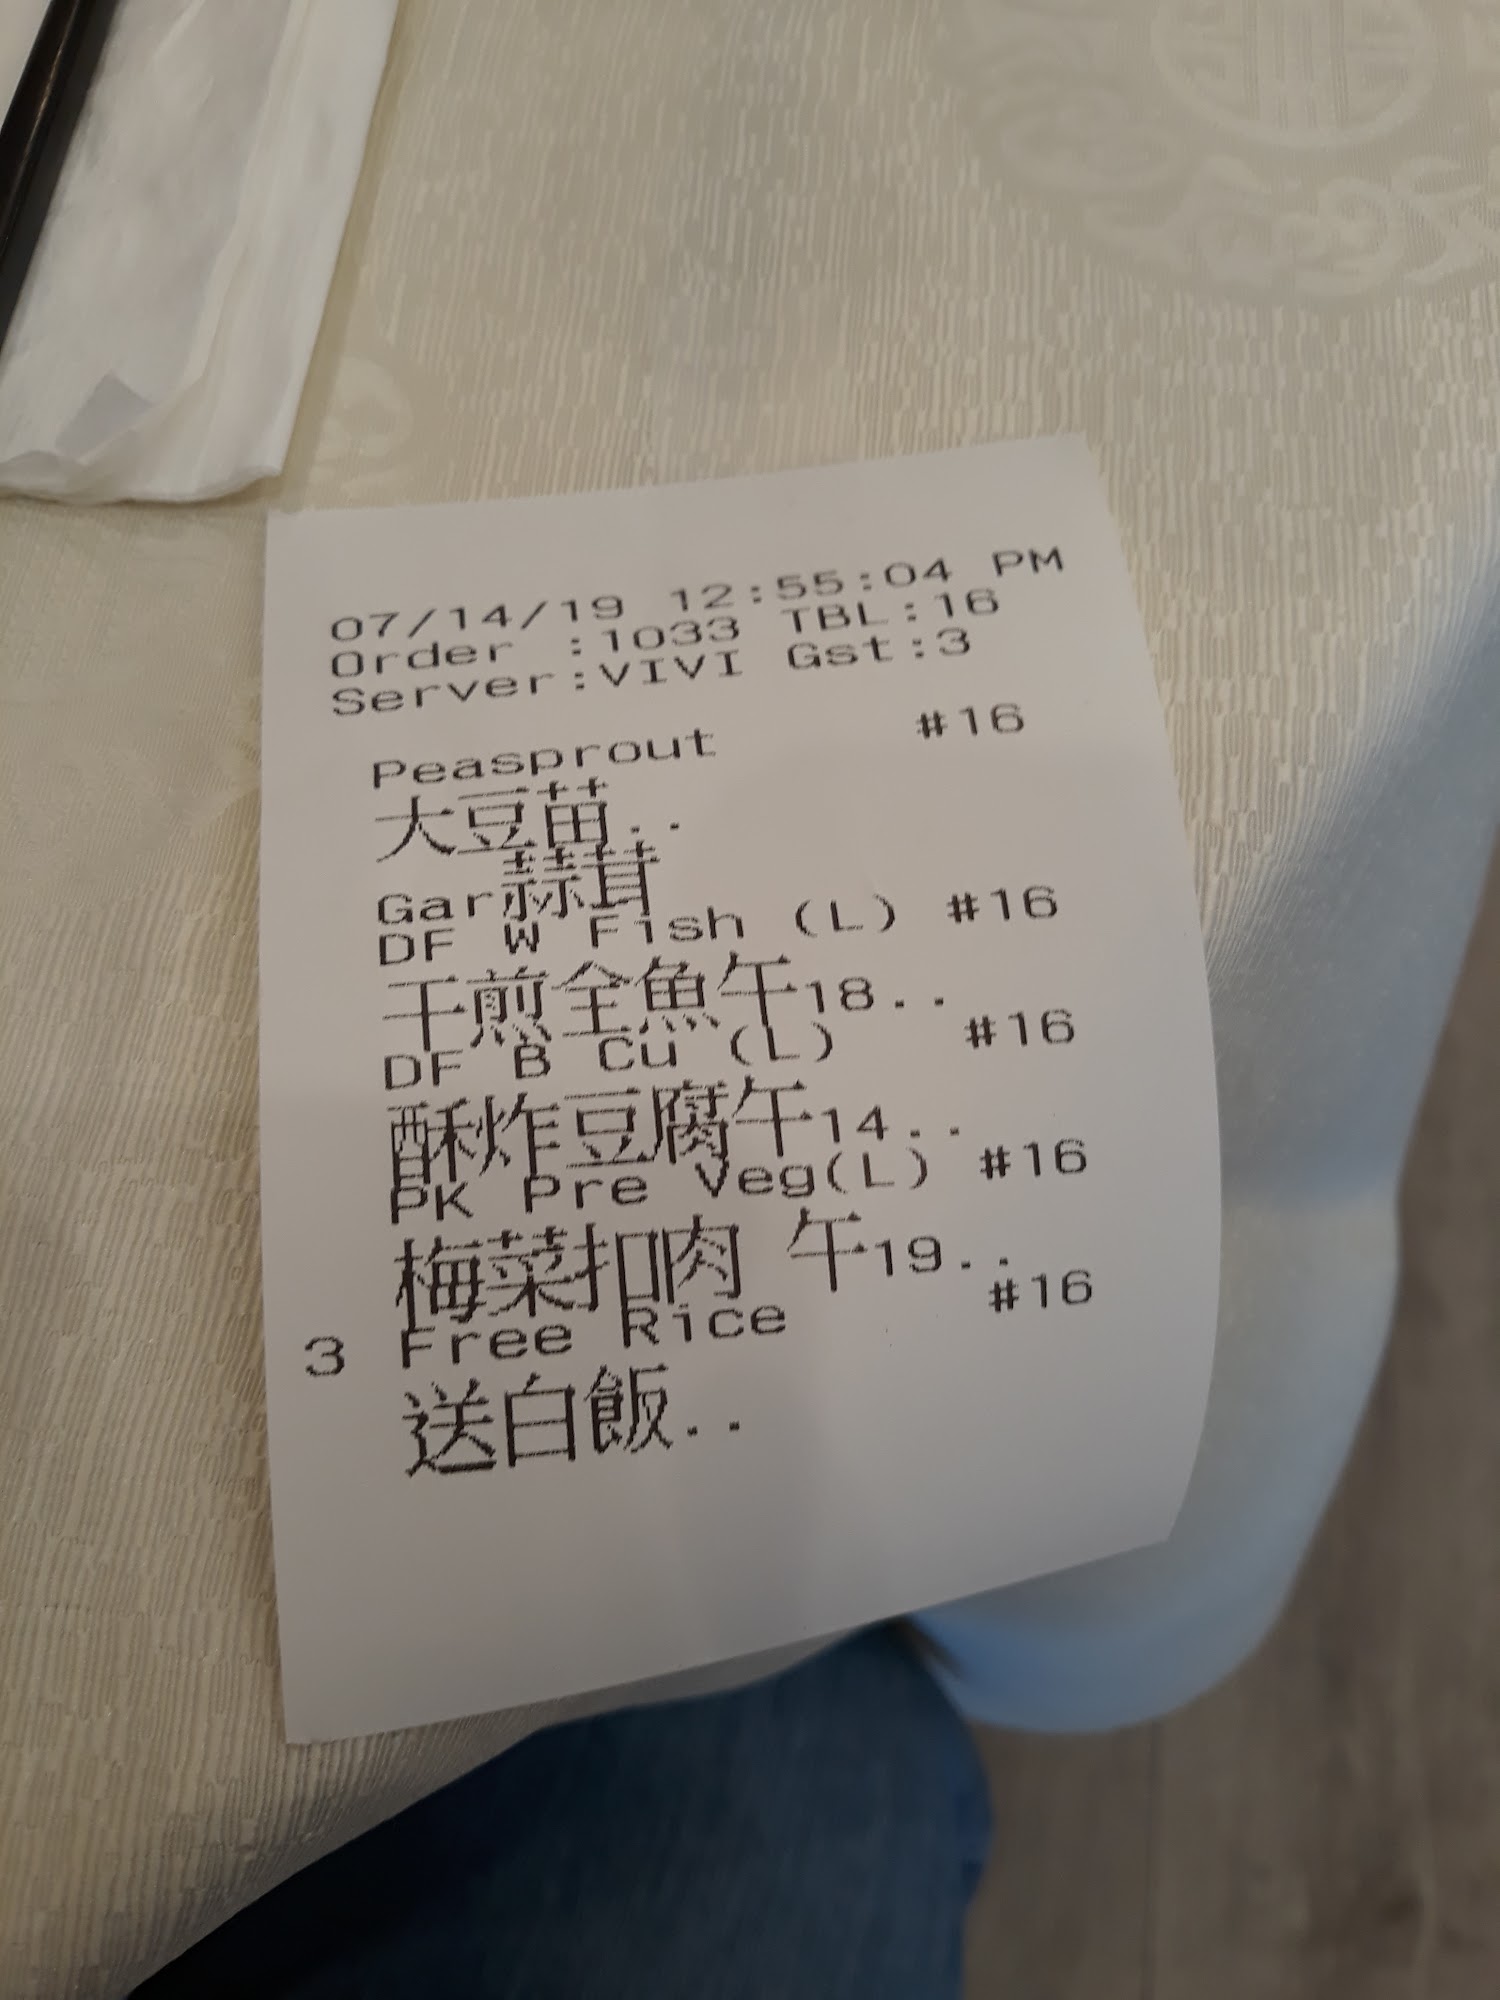 07/14/19 12:55:04 PM
Order :1033 TBL:16
Server:VIVI Gst:3
Peasprout #16
大豆苗..
Gar蒜茸
DF W Fish (L) #16
干煎全魚午18..
DF B Cu (L) #16
酥炸豆腐午14..
PK Pre Veg(L) #16
梅菜扣肉 午19..
3 Free Rice #16
送白飯..